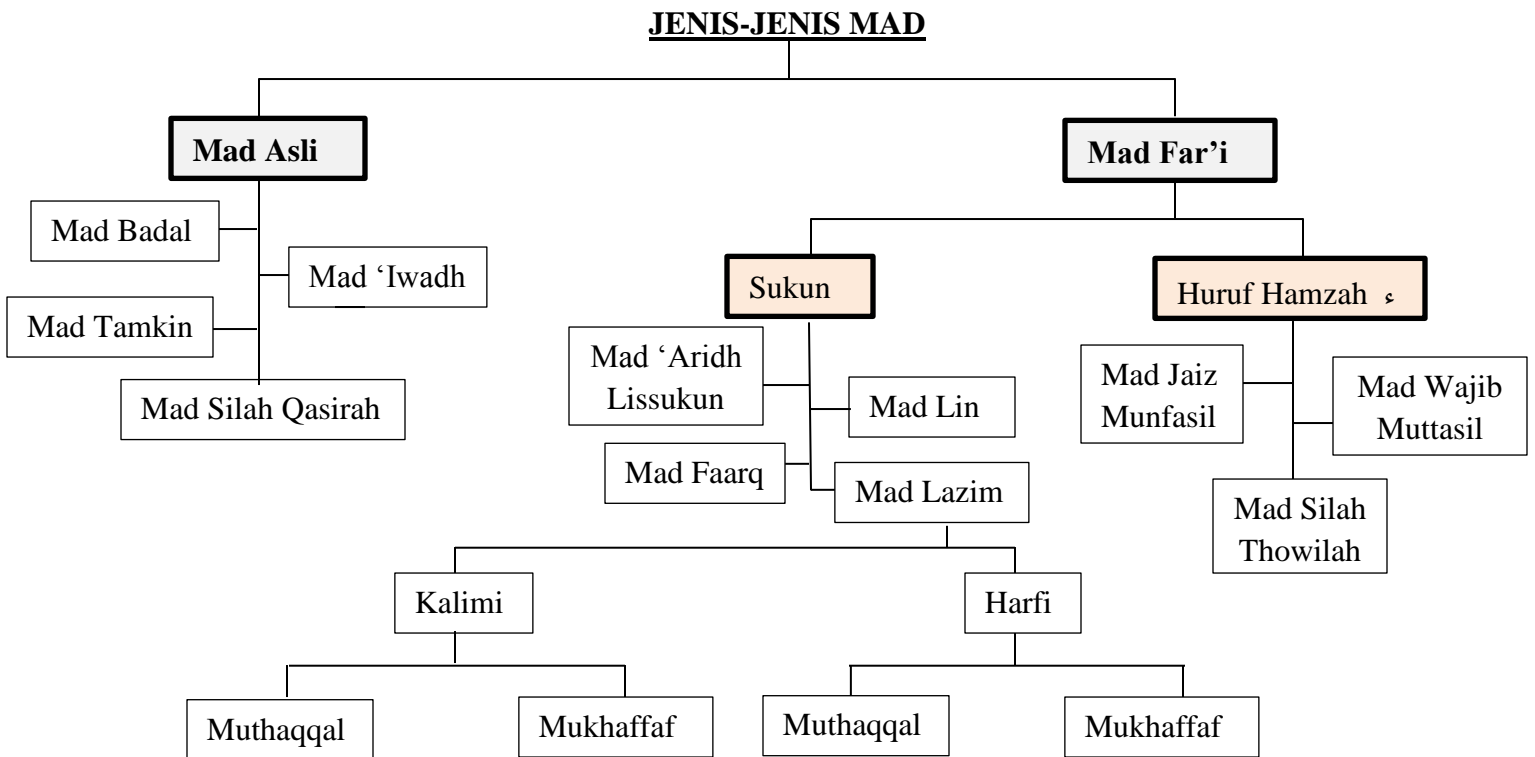 JENIS-JENIS MAD
Mad Asli
Mad Far’i
Mad Badal
Mad ‘Iwadh
Mad Tamkin
Mad Silah Qasirah
Sukun
Huruf Hamzah ء
Mad ‘Aridh
Lissukun
Mad Lin
Mad Faarq
Mad Lazim
Mad Jaiz
Munfasil
Mad Wajib
Muttasil
Mad Silah
Thowilah
Kalimi
Harfi
Muthaqqal
Mukhaffaf
Muthaqqal
Mukhaffaf